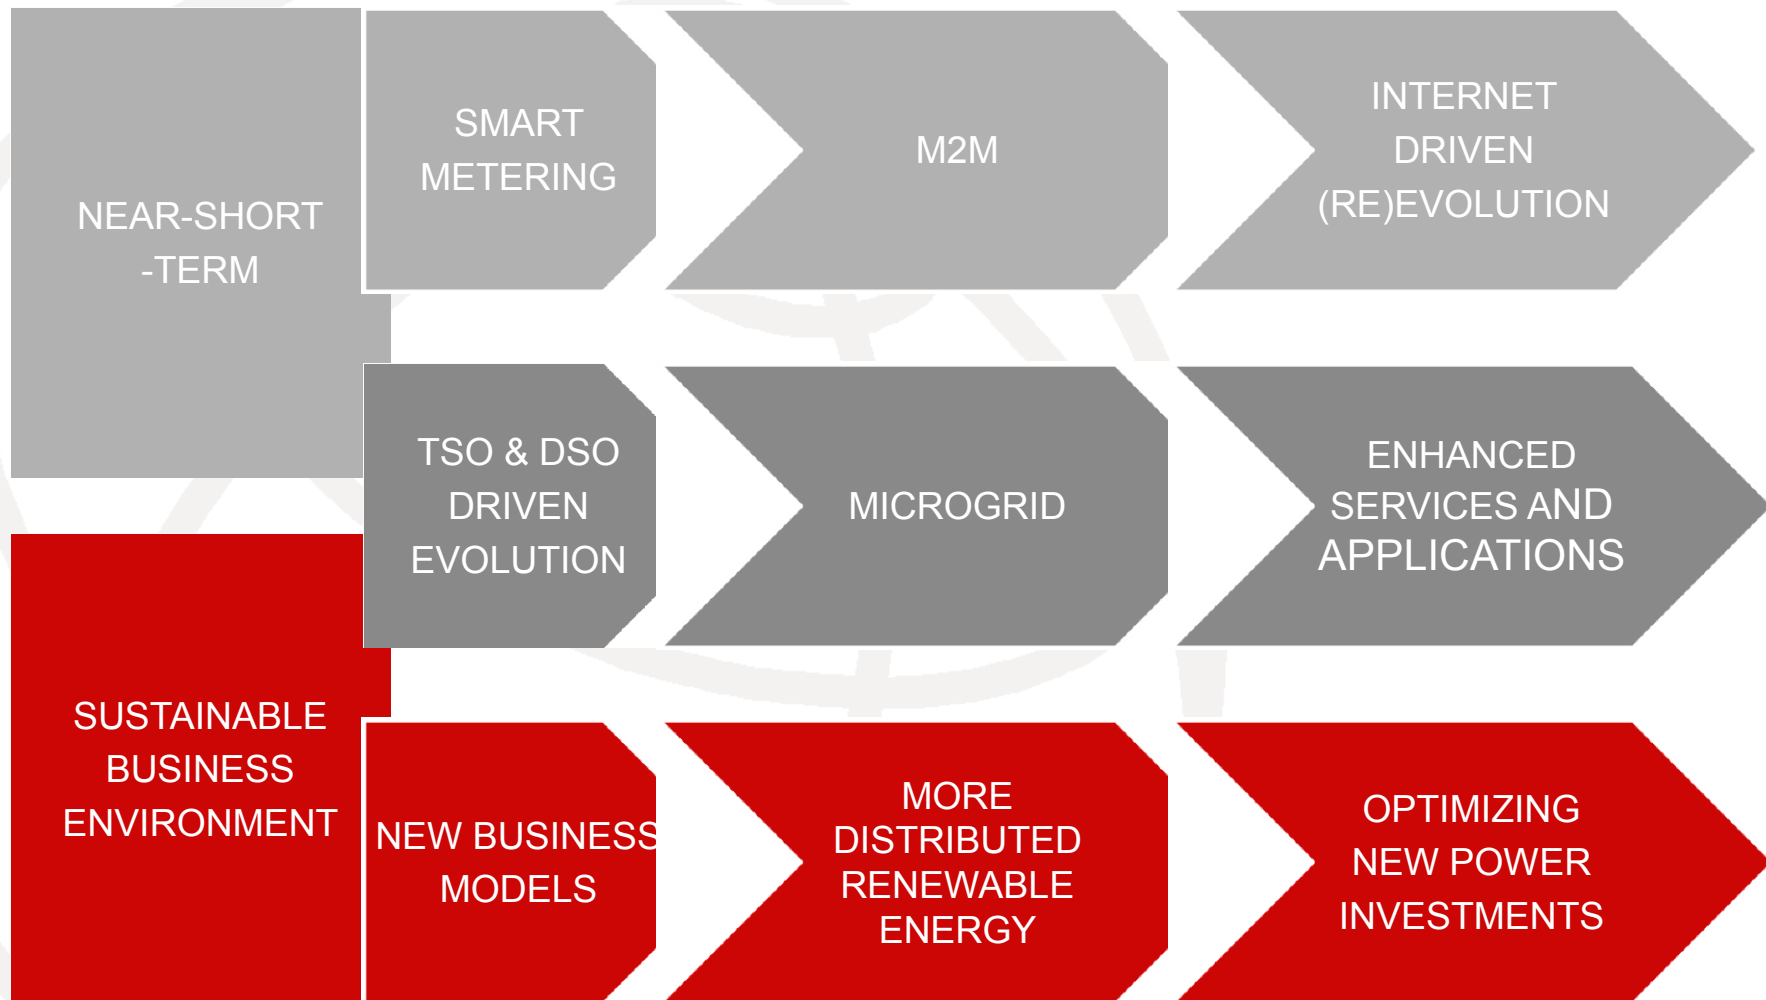 NEAR-SHORT
-TERM
SMART
METERING
M2M
INTERNET
DRIVEN
(RE)EVOLUTION
TSO & DSO
DRIVEN
EVOLUTION
MICROGRID
ENHANCED
SERVICES AND
APPLICATIONS
SUSTAINABLE
BUSINESS
ENVIRONMENT
NEW BUSINESS
MODELS
MORE
DISTRIBUTED
RENEWABLE
ENERGY
OPTIMIZING
NEW POWER
INVESTMENTS